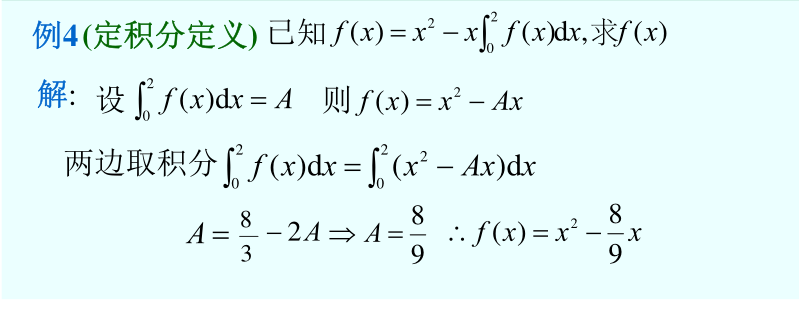 例4(定积分定义) 已知 f(x) = x² − x∫₀² f(x)dx, 求f(x)
解: 设 ∫₀² f(x)dx = A 则 f(x) = x² − Ax
两边取积分 ∫₀² f(x)dx = ∫₀² (x² − Ax)dx
A = 8/3 − 2A ⇒ A = 8/9 ∴ f(x) = x² − 8/9 x